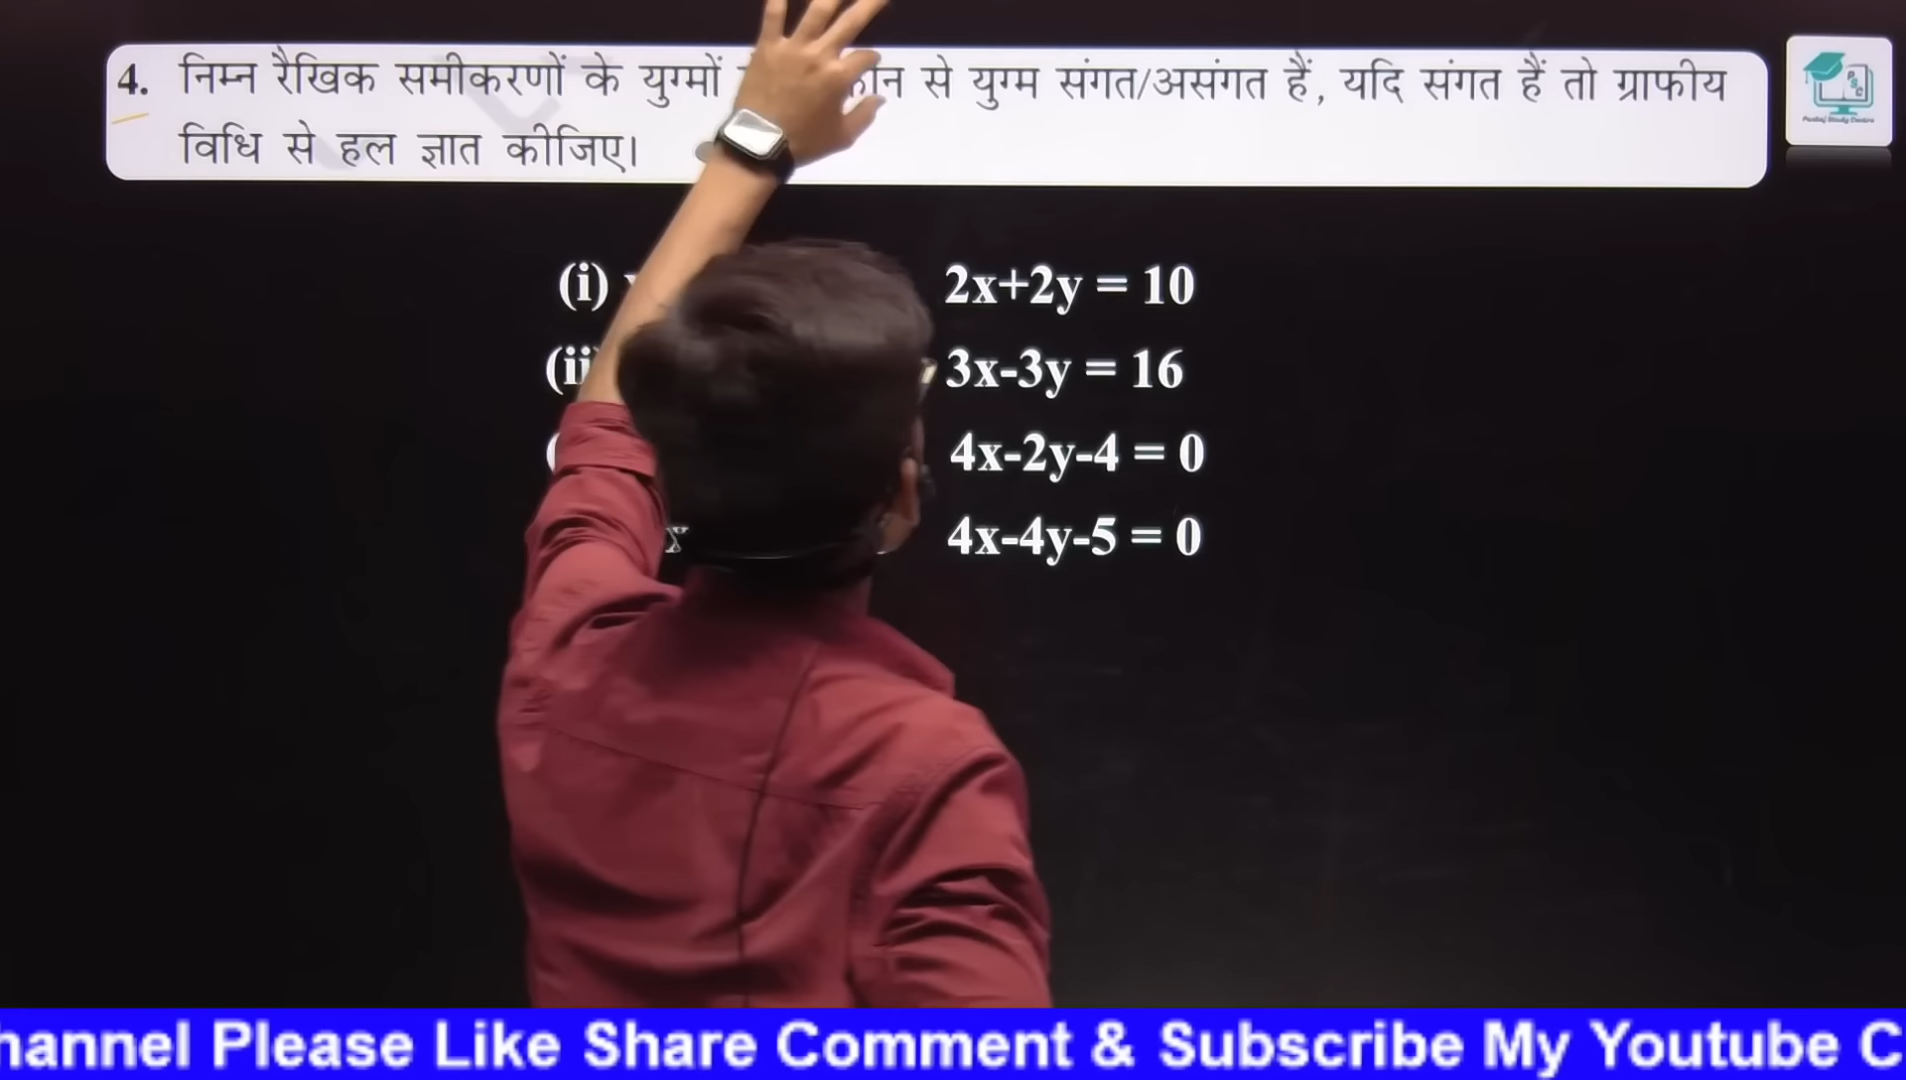 4. निम्न रैखिक समीकरणों के युग्मों से युग्म संगत/असंगत हैं, यदि संगत हैं तो ग्राफीय
विधि से हल ज्ञात कीजिए।
(i) 2x+2y = 10
(ii) 3x-3y = 16
4x-2y-4 = 0
x 4x-4y-5 = 0
Please Like Share Comment & Subscribe My Youtube C